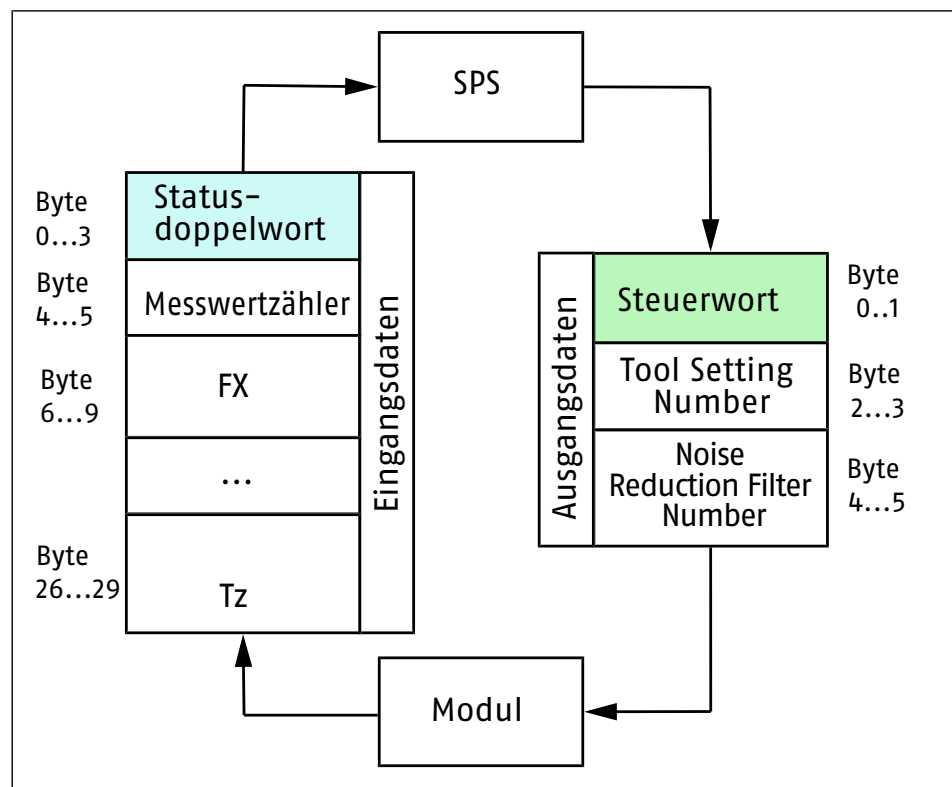 SPS
Byte
0...3
Status-
doppelwort
Byte
4...5
Messwertzähler
Byte
6...9
FX
...
Byte
26...29
Tz
Eingangsdaten
Ausgangsdaten
Steuerwort
Byte
0..1
Tool Setting
Number
Byte
2...3
Noise
Reduction Filter
Number
Byte
4...5
Modul